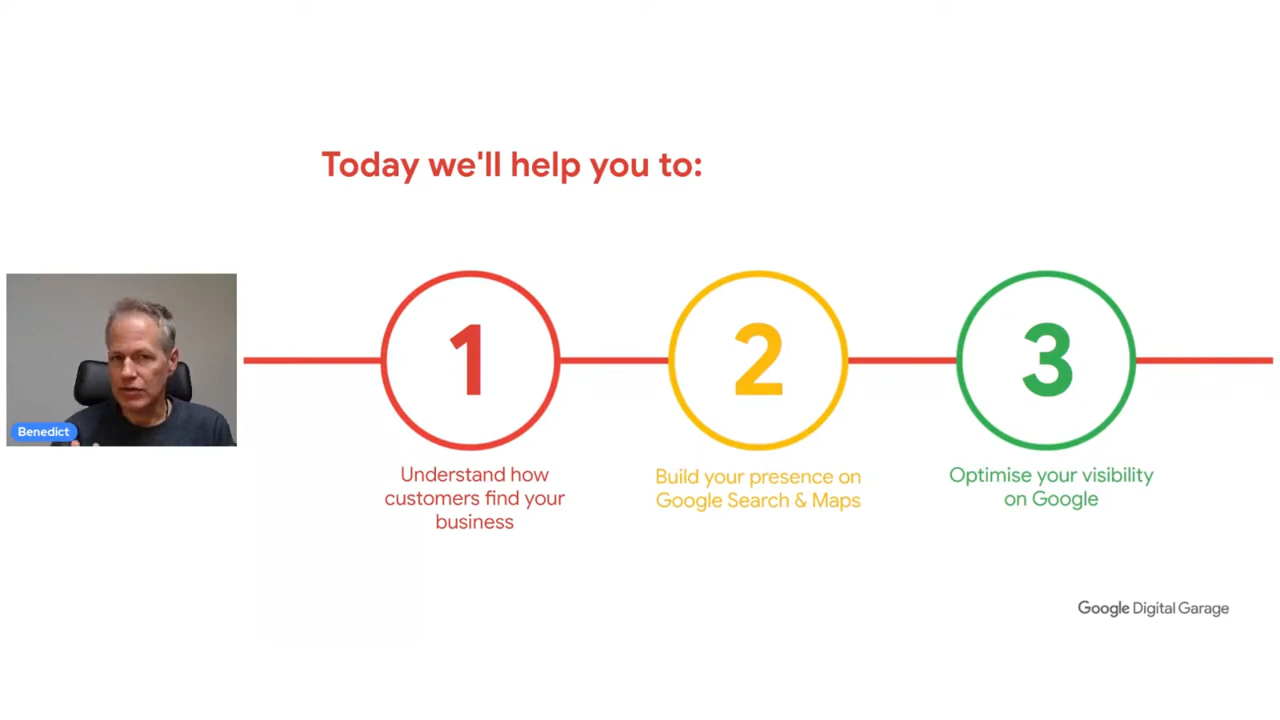 Today we'll help you to:
Benedict
1
2
3
Understand how
customers find your
business
Build your presence on
Google Search & Maps
Optimise your visibility
on Google
Google Digital Garage